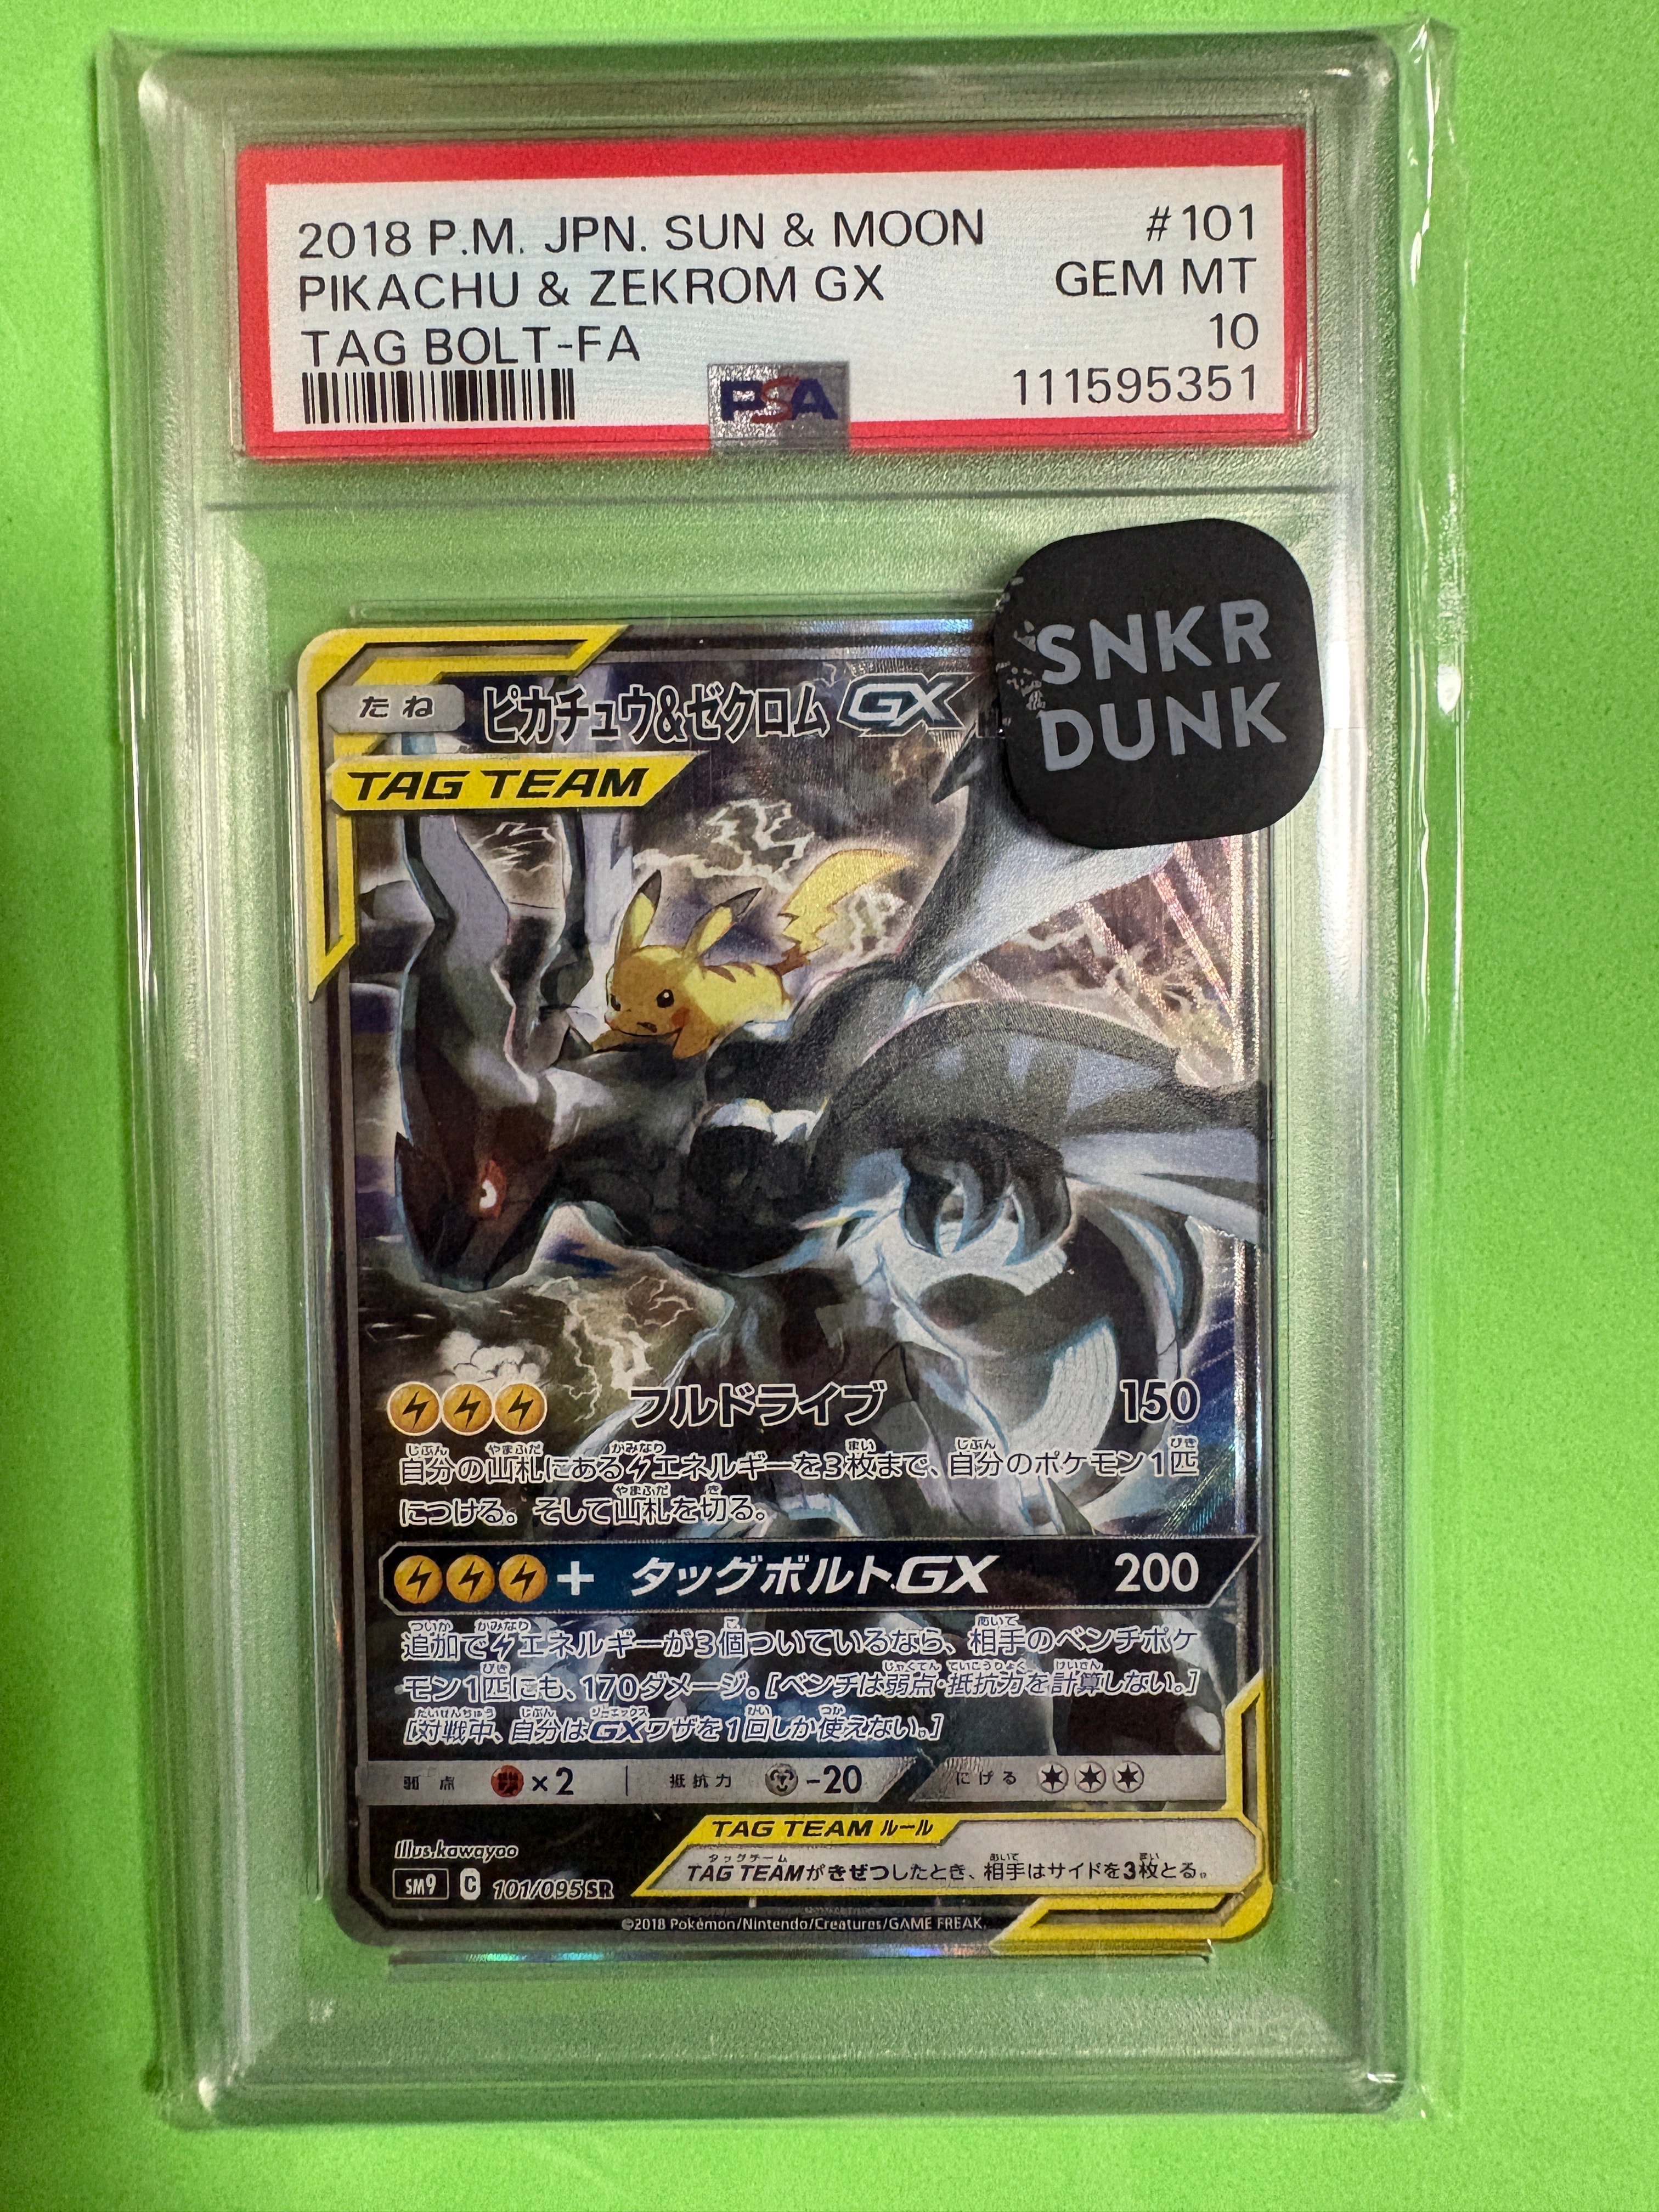 2018 P.M. JPN. SUN & MOON #101
PIKACHU & ZEKROM GX GEM MT
TAG BOLT-FA 10
PSA 111595351
SNKR
DUNK
たね ピカチュウ&ゼクロムGX
TAG TEAM
フルドライブ 150
自分の山札にあるエネルギーを3枚まで、自分のポケモン1匹
につける。そして山札を切る。
+ タッグボルトGX 200
追加でエネルギーが3個ついているなら、相手のベンチポケ
モン1匹にも、170ダメージ。[ベンチは弱点・抵抗力を計算しない。]
[対戦中、自分はGXワザを1回しか使えない。]
弱点 ×2 抵抗力 -20 にげる
TAG TEAM ルール
Illus.kawayoo
TAG TEAMがきぜつしたとき、相手はサイドを3枚とる。
SM9 C 101/095 SR
©2018 Pokémon/Nintendo/Creatures/GAME FREAK.